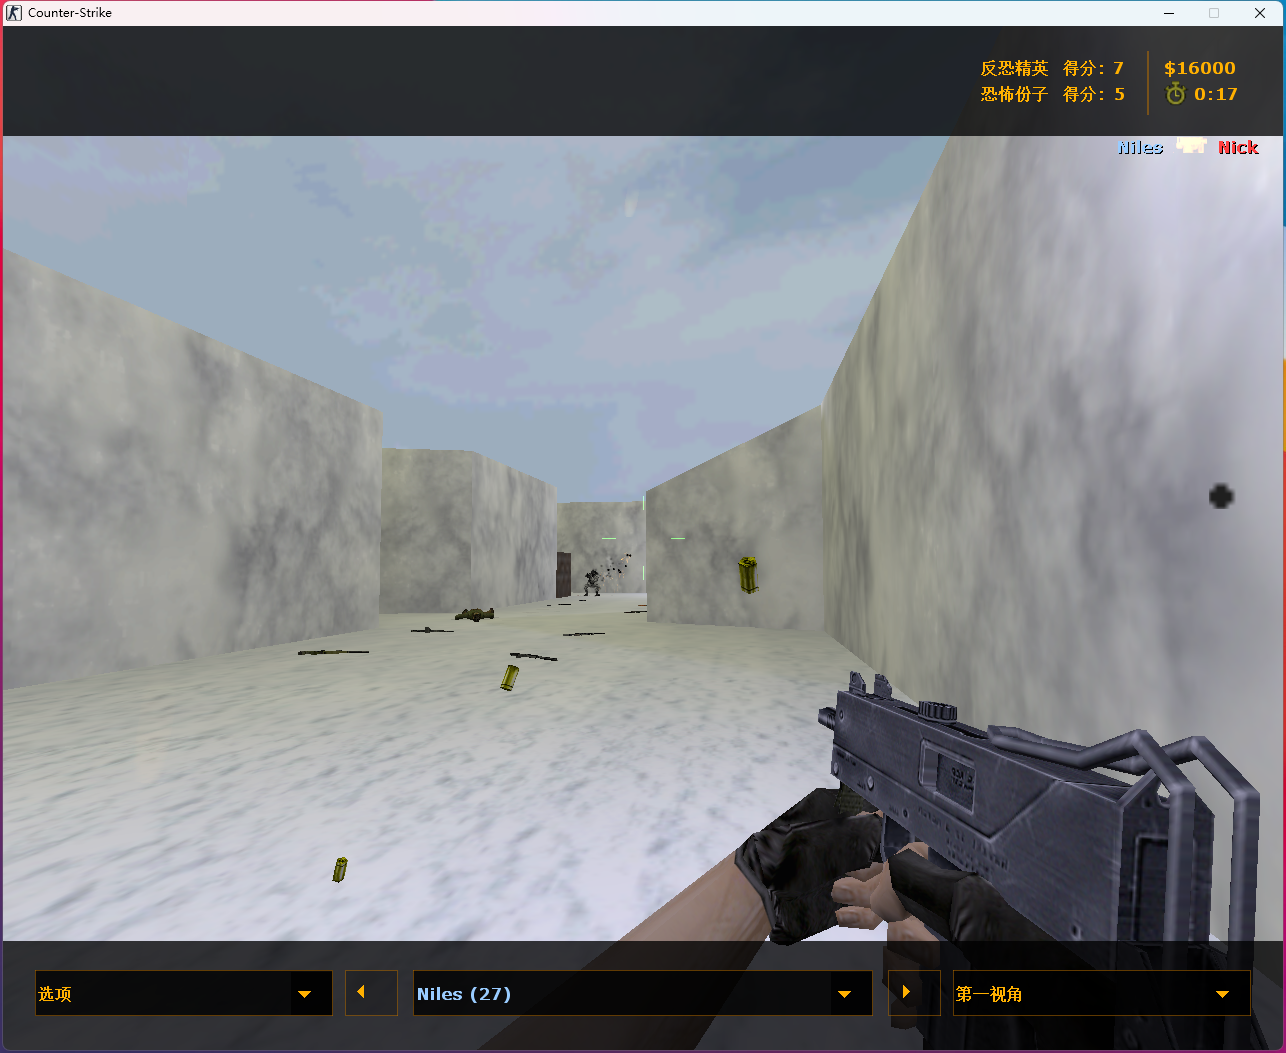 Counter-Strike
反恐精英 得分: 7
恐怖份子 得分: 5
$16000
0:17
Niles Nick
选项
Niles (27)
第一视角